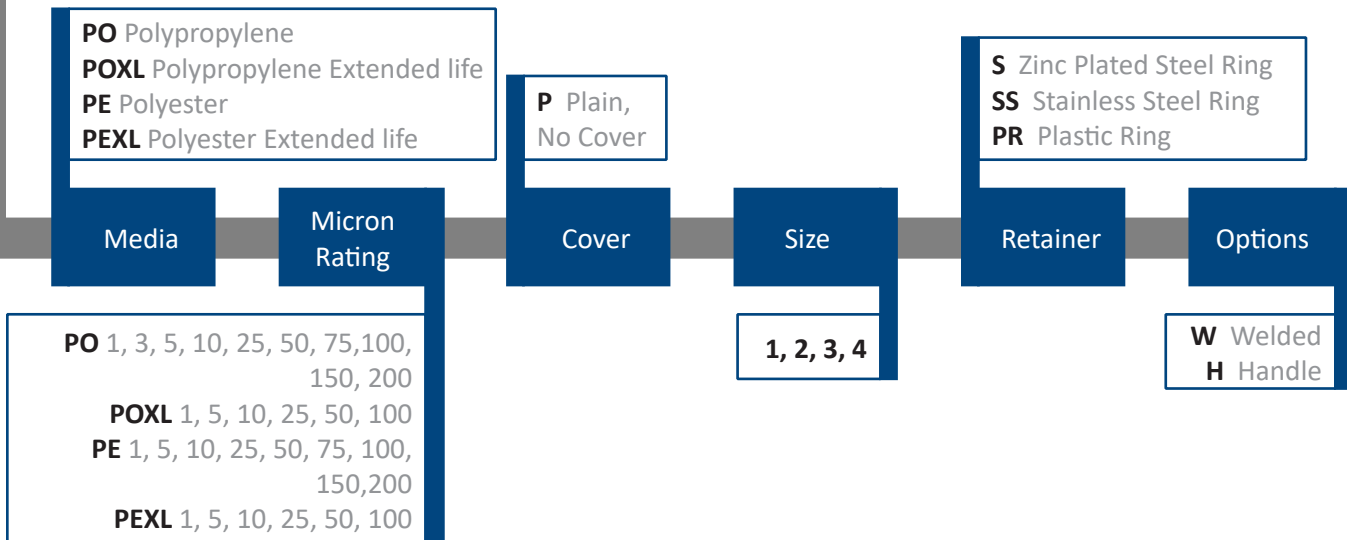 PO Polypropylene
POXL Polypropylene Extended life
PE Polyester
PEXL Polyester Extended life
P Plain,
No Cover
S Zinc Plated Steel Ring
SS Stainless Steel Ring
PR Plastic Ring
Media
Micron
Rating
Cover
Size
Retainer
Options
PO 1, 3, 5, 10, 25, 50, 75,100,
150, 200
POXL 1, 5, 10, 25, 50, 100
PE 1, 5, 10, 25, 50, 75, 100,
150,200
PEXL 1, 5, 10, 25, 50, 100
1, 2, 3, 4
W Welded
H Handle